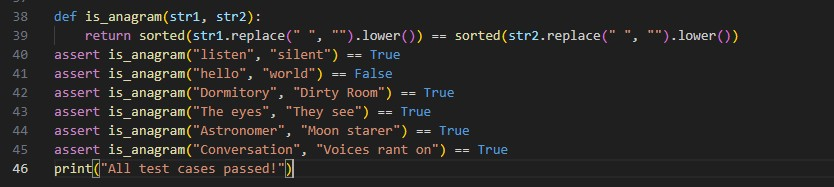 38 def is_anagram(str1, str2):
39     return sorted(str1.replace(" ", "").lower()) == sorted(str2.replace(" ", "").lower())
40 assert is_anagram("listen", "silent") == True
41 assert is_anagram("hello", "world") == False
42 assert is_anagram("Dormitory", "Dirty Room") == True
43 assert is_anagram("The eyes", "They see") == True
44 assert is_anagram("Astronomer", "Moon starer") == True
45 assert is_anagram("Conversation", "Voices rant on") == True
46 print("All test cases passed!")